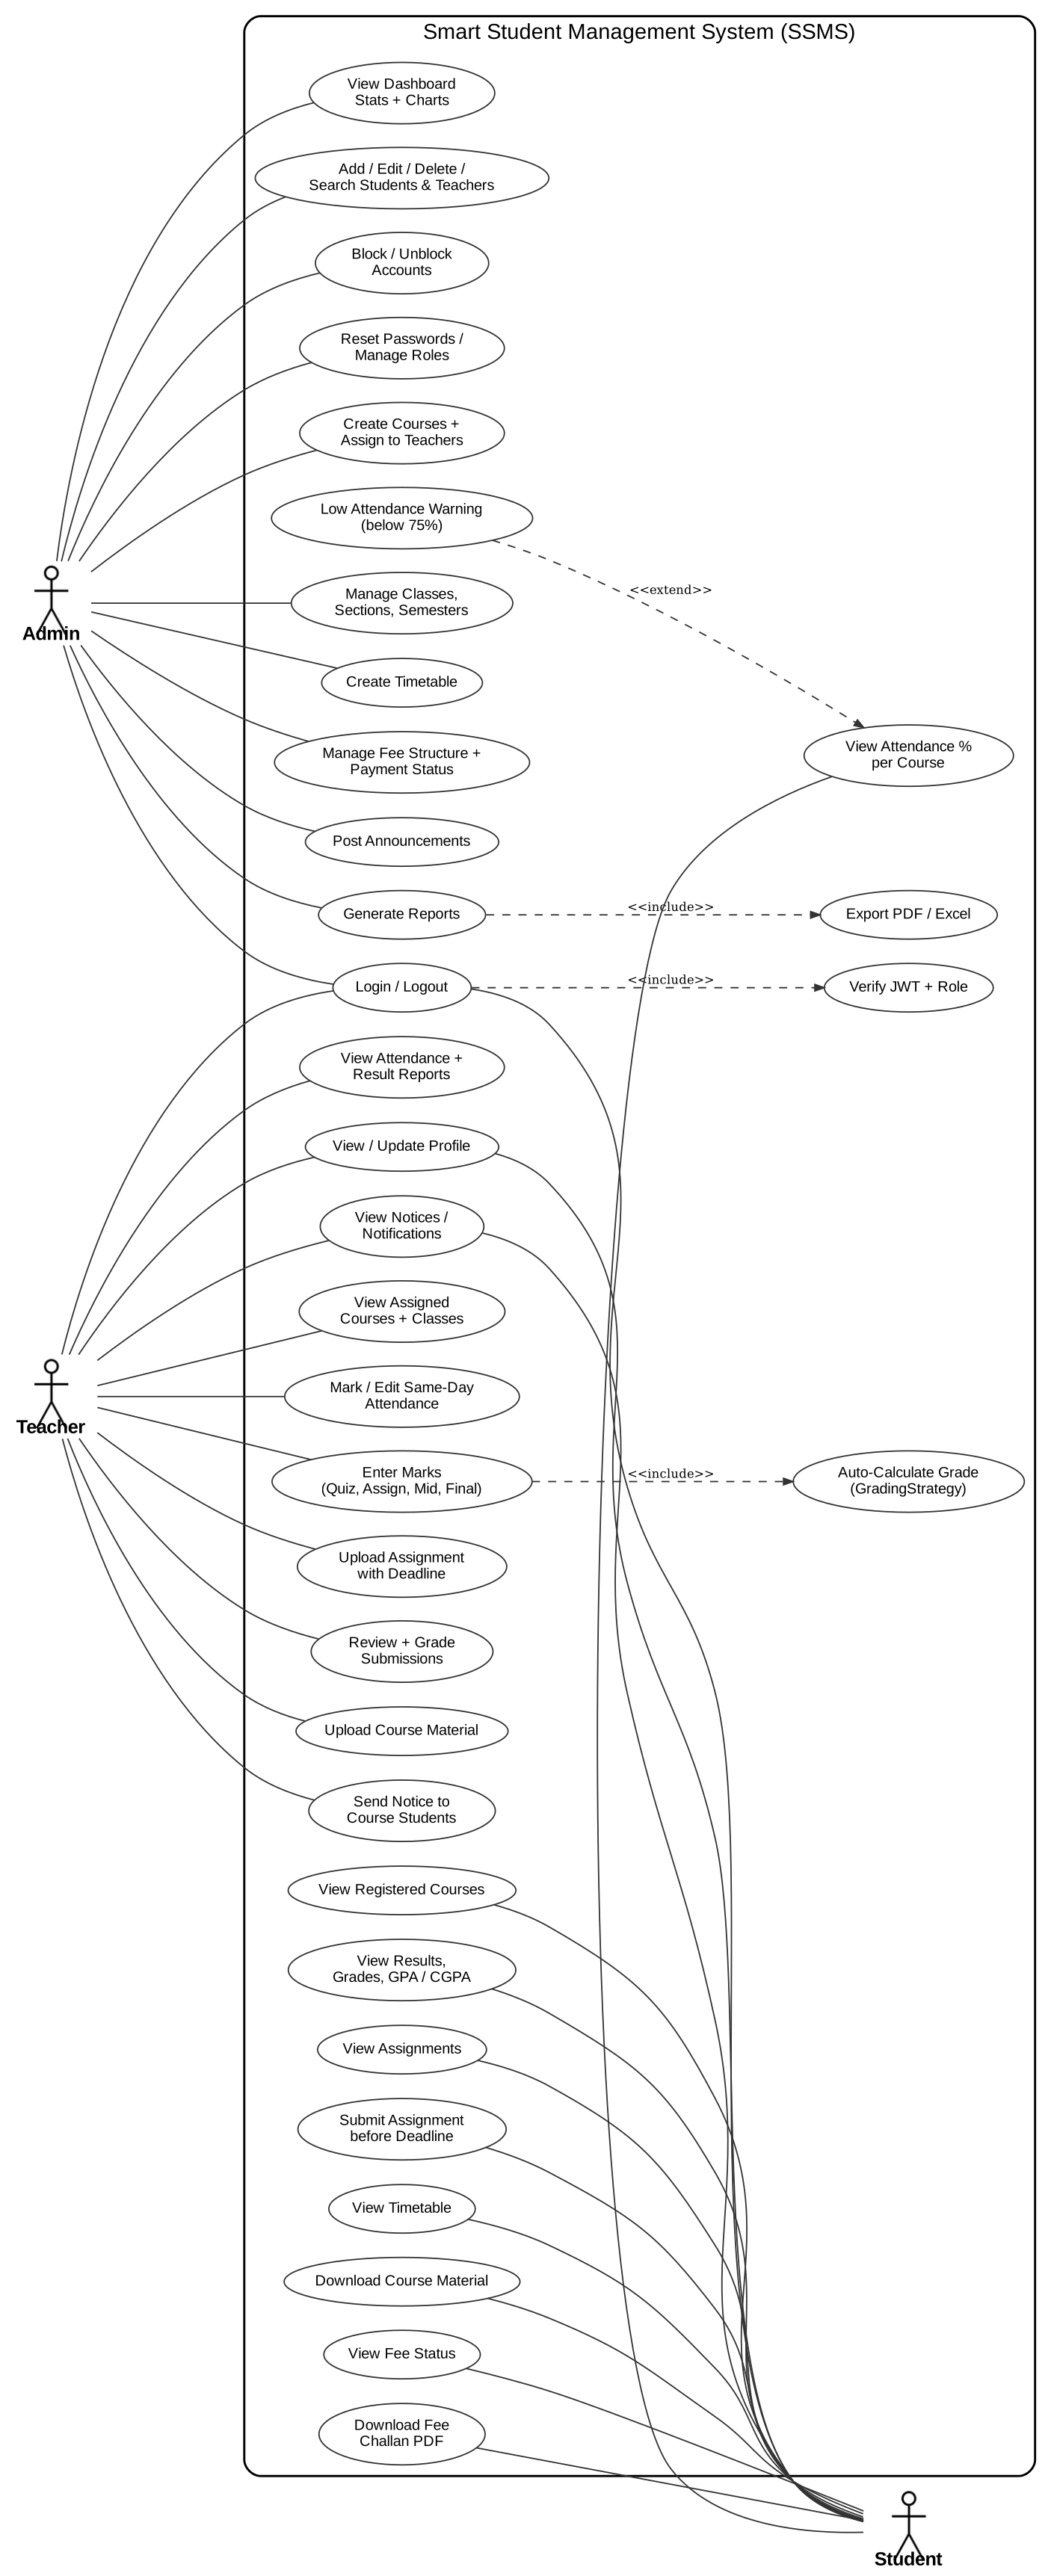 Smart Student Management System (SSMS)
View Dashboard
Stats + Charts
Add / Edit / Delete /
Search Students & Teachers
Block / Unblock
Accounts
Reset Passwords /
Manage Roles
Create Courses +
Assign to Teachers
Low Attendance Warning
(below 75%)
<<extend>>
Manage Classes,
Sections, Semesters
Admin
Create Timetable
View Attendance %
per Course
Manage Fee Structure +
Payment Status
Post Announcements
Generate Reports
<<include>>
Export PDF / Excel
Login / Logout
<<include>>
Verify JWT + Role
View Attendance +
Result Reports
View / Update Profile
View Notices /
Notifications
View Assigned
Courses + Classes
Mark / Edit Same-Day
Attendance
Teacher
Enter Marks
(Quiz, Assign, Mid, Final)
<<include>>
Auto-Calculate Grade
(GradingStrategy)
Upload Assignment
with Deadline
Review + Grade
Submissions
Upload Course Material
Send Notice to
Course Students
View Registered Courses
View Results,
Grades, GPA / CGPA
View Assignments
Submit Assignment
before Deadline
View Timetable
Download Course Material
View Fee Status
Download Fee
Challan PDF
Student